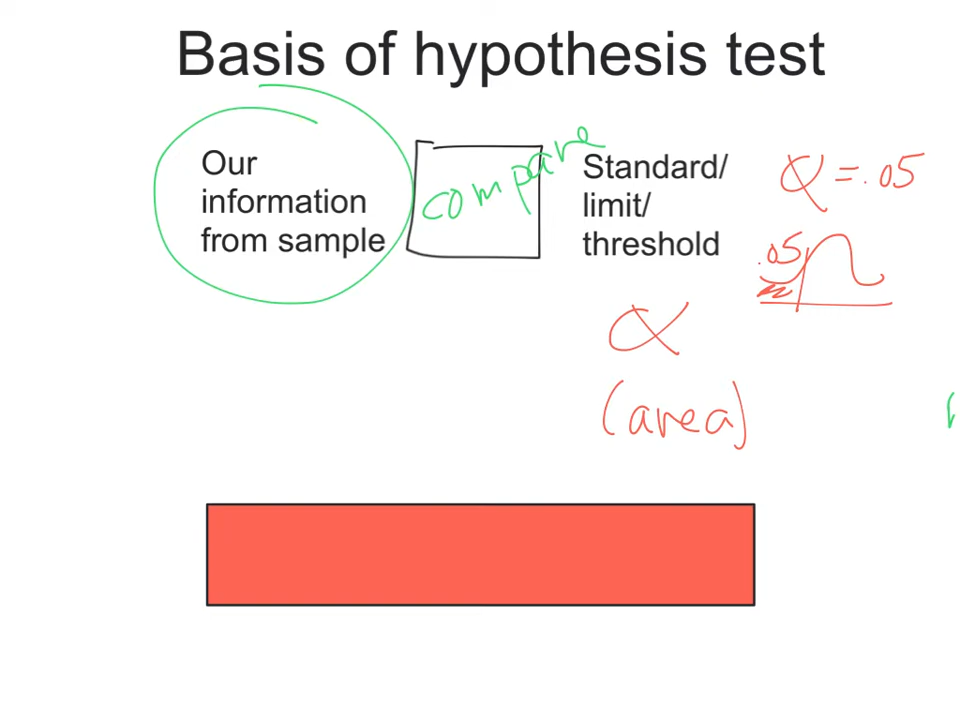 Basis of hypothesis test
Our
information
from sample
compare
Standard/
limit/
threshold
α = .05
.05
α
(area)